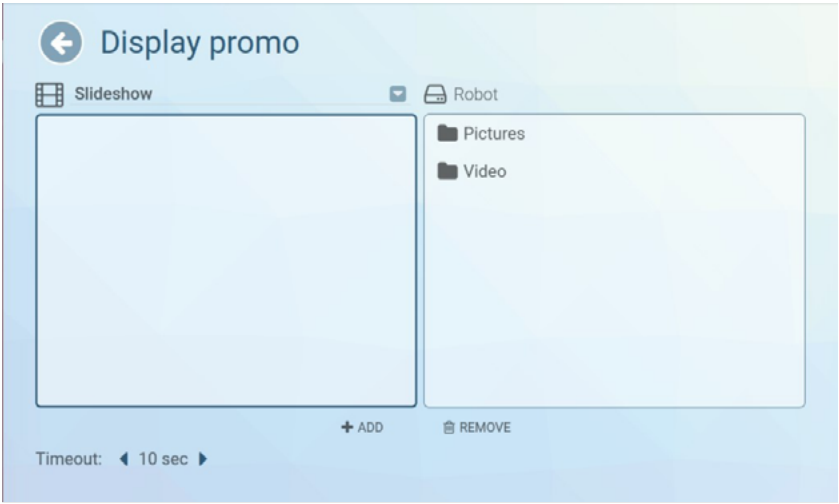 Display promo
Slideshow
Robot
Pictures
Video
ADD
REMOVE
Timeout: 10 sec